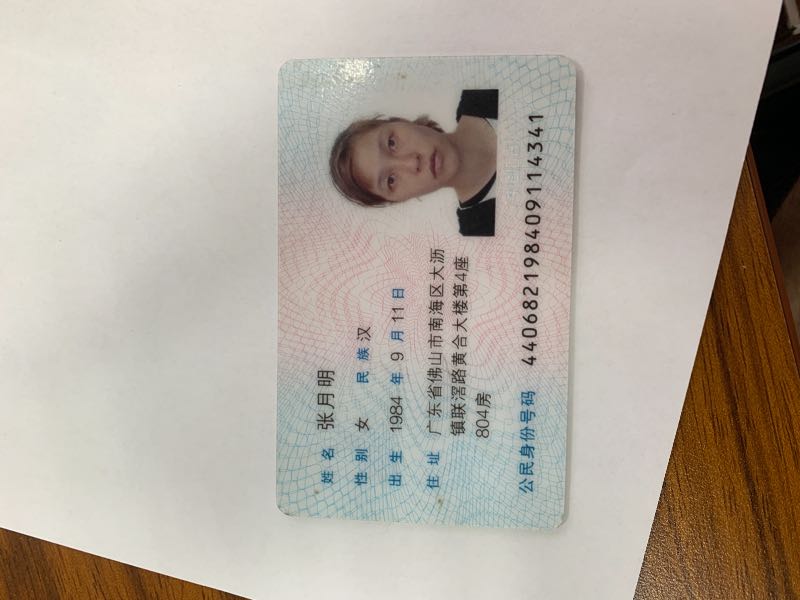 姓名 张月明
性别 女 民族 汉
出生 1984 年 9 月 11 日
住址 广东省佛山市南海区大沥
镇联滘路黄合大楼第4座
804房
公民身份号码 440682198409114341